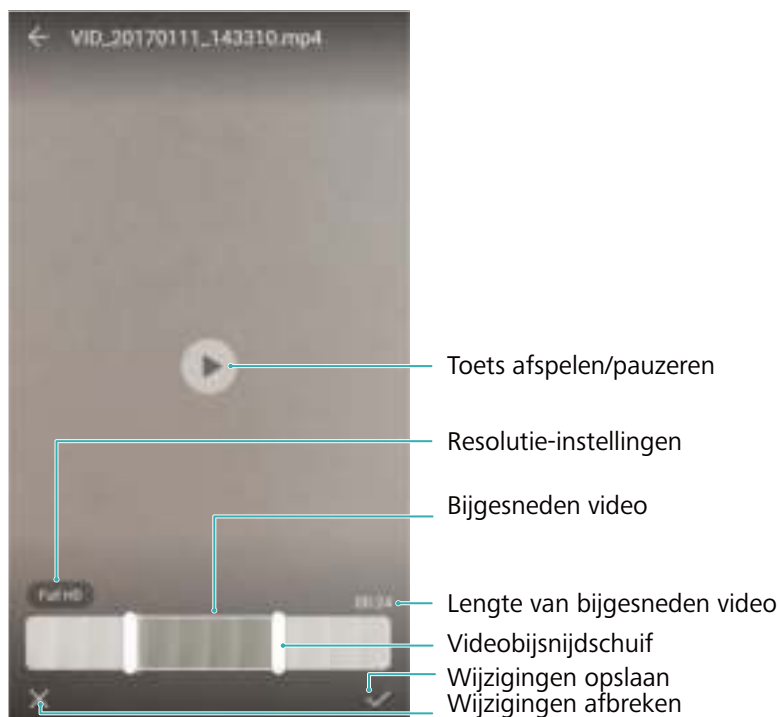 VID_20170111_143310.mp4
Toets afspelen/pauzeren
Resolutie-instellingen
Bijgesneden video
Full HD
Lengte van bijgesneden video
Videobijsnijdschuif
Wijzigingen opslaan
Wijzigingen afbreken